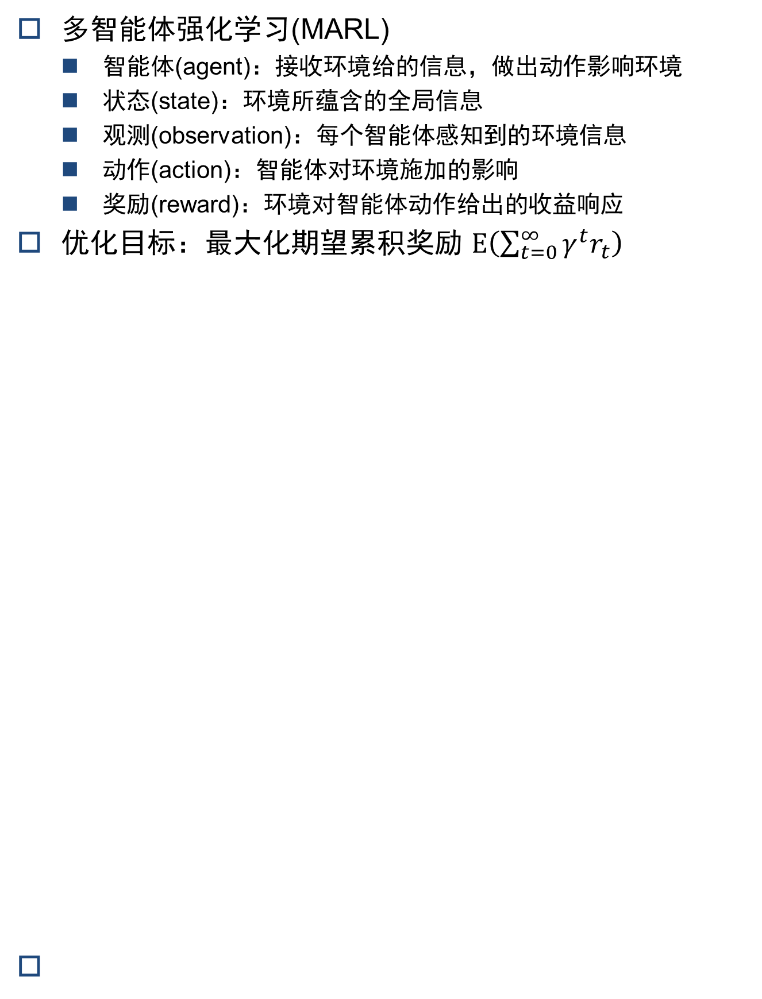 多智能体强化学习(MARL)
智能体(agent)：接收环境给的信息，做出动作影响环境
状态(state)：环境所蕴含的全局信息
观测(observation)：每个智能体感知到的环境信息
动作(action)：智能体对环境施加的影响
奖励(reward)：环境对智能体动作给出的收益响应
优化目标：最大化期望累积奖励 E(∑_{t=0}^{∞} γ^t r_t)